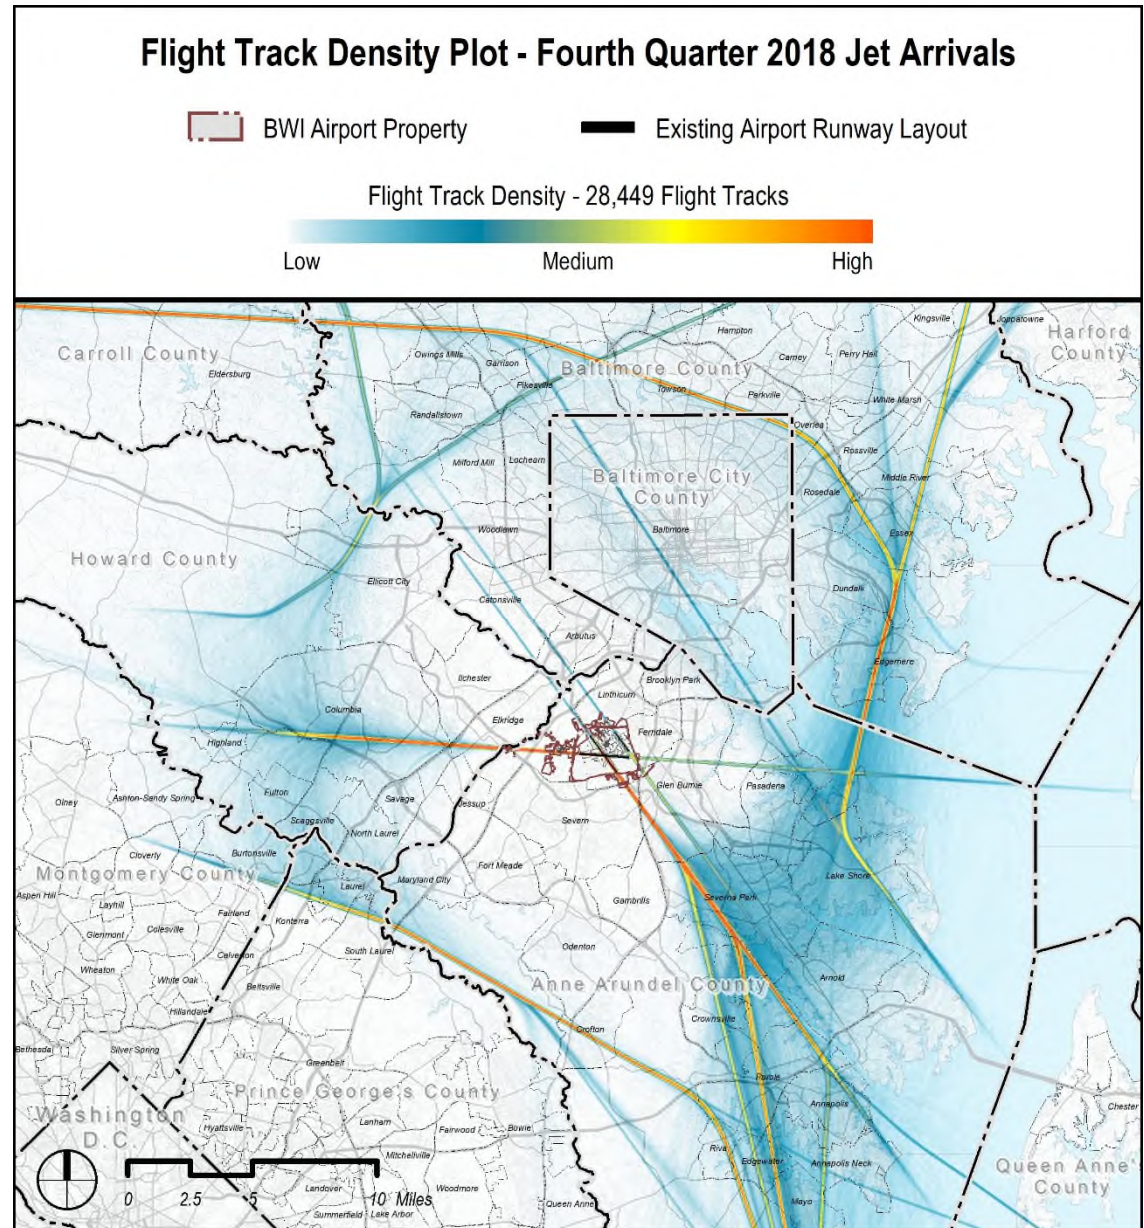 Flight Track Density Plot - Fourth Quarter 2018 Jet Arrivals
BWI Airport Property
Existing Airport Runway Layout
Flight Track Density - 28,449 Flight Tracks
Low
Medium
High
Kingsville
Joppatowne
Hampton
Harford
County
Carroll County
Owings Mills
Garrison
Carney
Perry Hall
Eldersburg
Baltimore County
Pikesville
Towson
Parkville
White Marsh
Randallstown
Overlea
Rossville
Milford Mill
Lochearn
Baltimore City
County
Middle River
Rosedale
Woodlawn
Baltimore
Essex
Howard County
Ellicott City
Dundalk
Catonsville
Arbutus
Edgemere
Ilchester
Brooklyn Park
Linthicum
Columbia
Elkridge
Ferndale
Highland
Glen Burnie
Pasadena
Olney
Ashton-Sandy Spring
Fulton
Savage
Jessup
Severn
Scaggsville
North Laurel
Cloverly
Burtonsville
Fort Meade
Montgomery County
Laurel
Maryland City
Lake Shore
Aspen Hill
Layhill
Fairland
Konterra
Gambrills
Severna Park
Glenmont
Colesville
South Laurel
Odenton
Calverton
Wheaton
White Oak
Beltsville
Anne Arundel County
Arnold
Hillandale
Crownsville
Crofton
Bethesda
Silver Spring
Greenbelt
Parole
Prince George's County
Annapolis
Chester
Washington
D.C.
Hyattsville
Lanham
Fairwood
Bowie
Riva
Mitchellville
Edgewater
Annapolis Neck
Queen Anne's
County
Landover
Woodmore
Queen Anne
Mayo
0 2.5 5 10 Miles
Summerfield
Lake Arbor